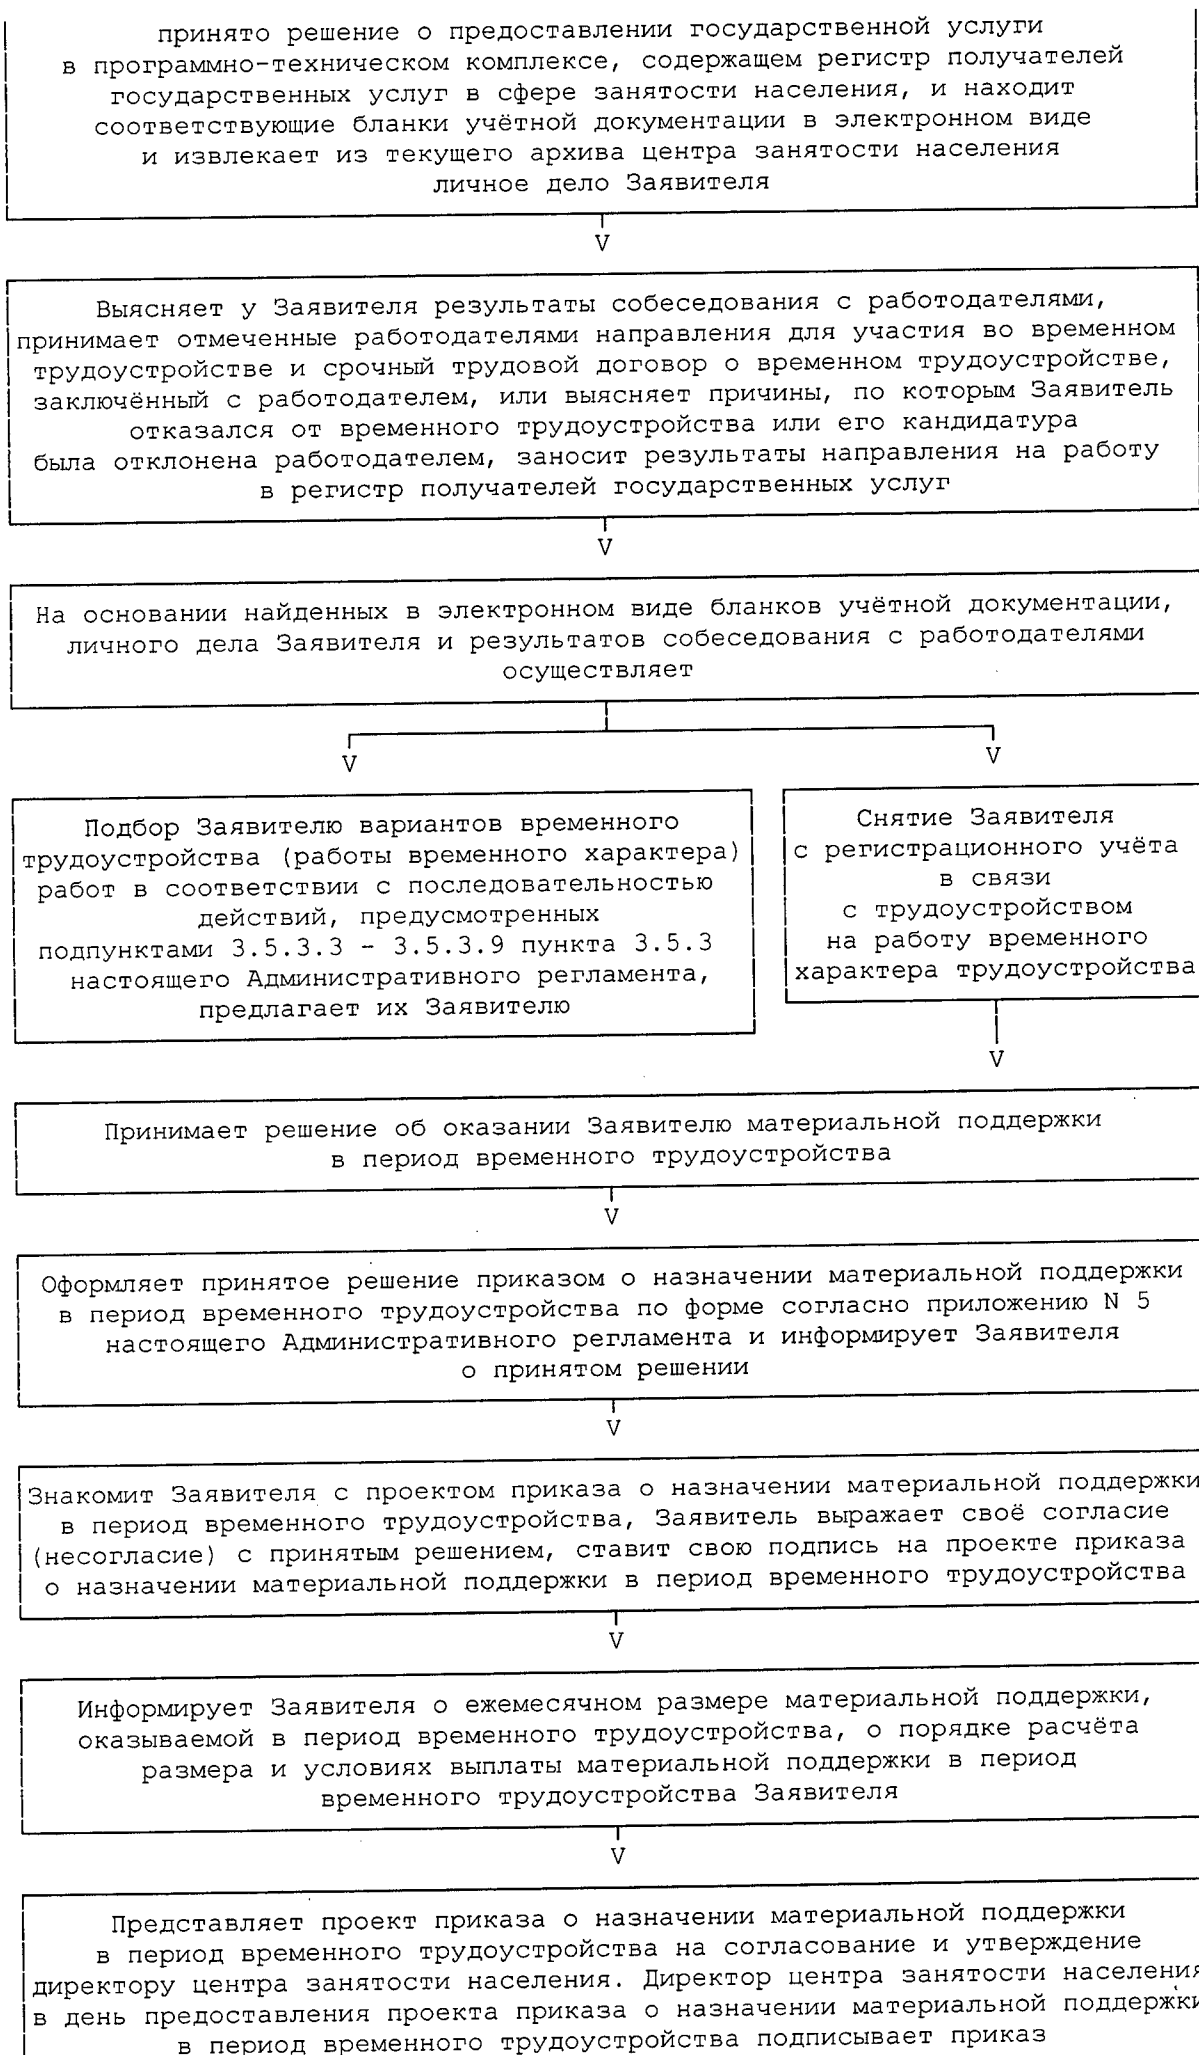 принято решение о предоставлении государственной услуги
в программно-техническом комплексе, содержащем регистр получателей
государственных услуг в сфере занятости населения, и находит
соответствующие бланки учётной документации в электронном виде
и извлекает из текущего архива центра занятости населения
личное дело Заявителя
V
Выясняет у Заявителя результаты собеседования с работодателями,
принимает отмеченные работодателями направления для участия во временном
трудоустройстве и срочный трудовой договор о временном трудоустройстве,
заключённый с работодателем, или выясняет причины, по которым Заявитель
отказался от временного трудоустройства или его кандидатура
была отклонена работодателем, заносит результаты направления на работу
в регистр получателей государственных услуг
V
На основании найденных в электронном виде бланков учётной документации,
личного дела Заявителя и результатов собеседования с работодателями
осуществляет
V
V
Подбор Заявителю вариантов временного
трудоустройства (работы временного характера)
работ в соответствии с последовательностью
действий, предусмотренных
подпунктами 3.5.3.3 - 3.5.3.9 пункта 3.5.3
настоящего Административного регламента,
предлагает их Заявителю
Снятие Заявителя
с регистрационного учёта
в связи
с трудоустройством
на работу временного
характера трудоустройства
V
Принимает решение об оказании Заявителю материальной поддержки
в период временного трудоустройства
V
Оформляет принятое решение приказом о назначении материальной поддержки
в период временного трудоустройства по форме согласно приложению N 5
настоящего Административного регламента и информирует Заявителя
о принятом решении
V
Знакомит Заявителя с проектом приказа о назначении материальной поддержки
в период временного трудоустройства, Заявитель выражает своё согласие
(несогласие) с принятым решением, ставит свою подпись на проекте приказа
о назначении материальной поддержки в период временного трудоустройства
V
Информирует Заявителя о ежемесячном размере материальной поддержки,
оказываемой в период временного трудоустройства, о порядке расчёта
размера и условиях выплаты материальной поддержки в период
временного трудоустройства Заявителя
V
Представляет проект приказа о назначении материальной поддержки
в период временного трудоустройства на согласование и утверждение
директору центра занятости населения. Директор центра занятости населения
в день предоставления проекта приказа о назначении материальной поддержки
в период временного трудоустройства подписывает приказ